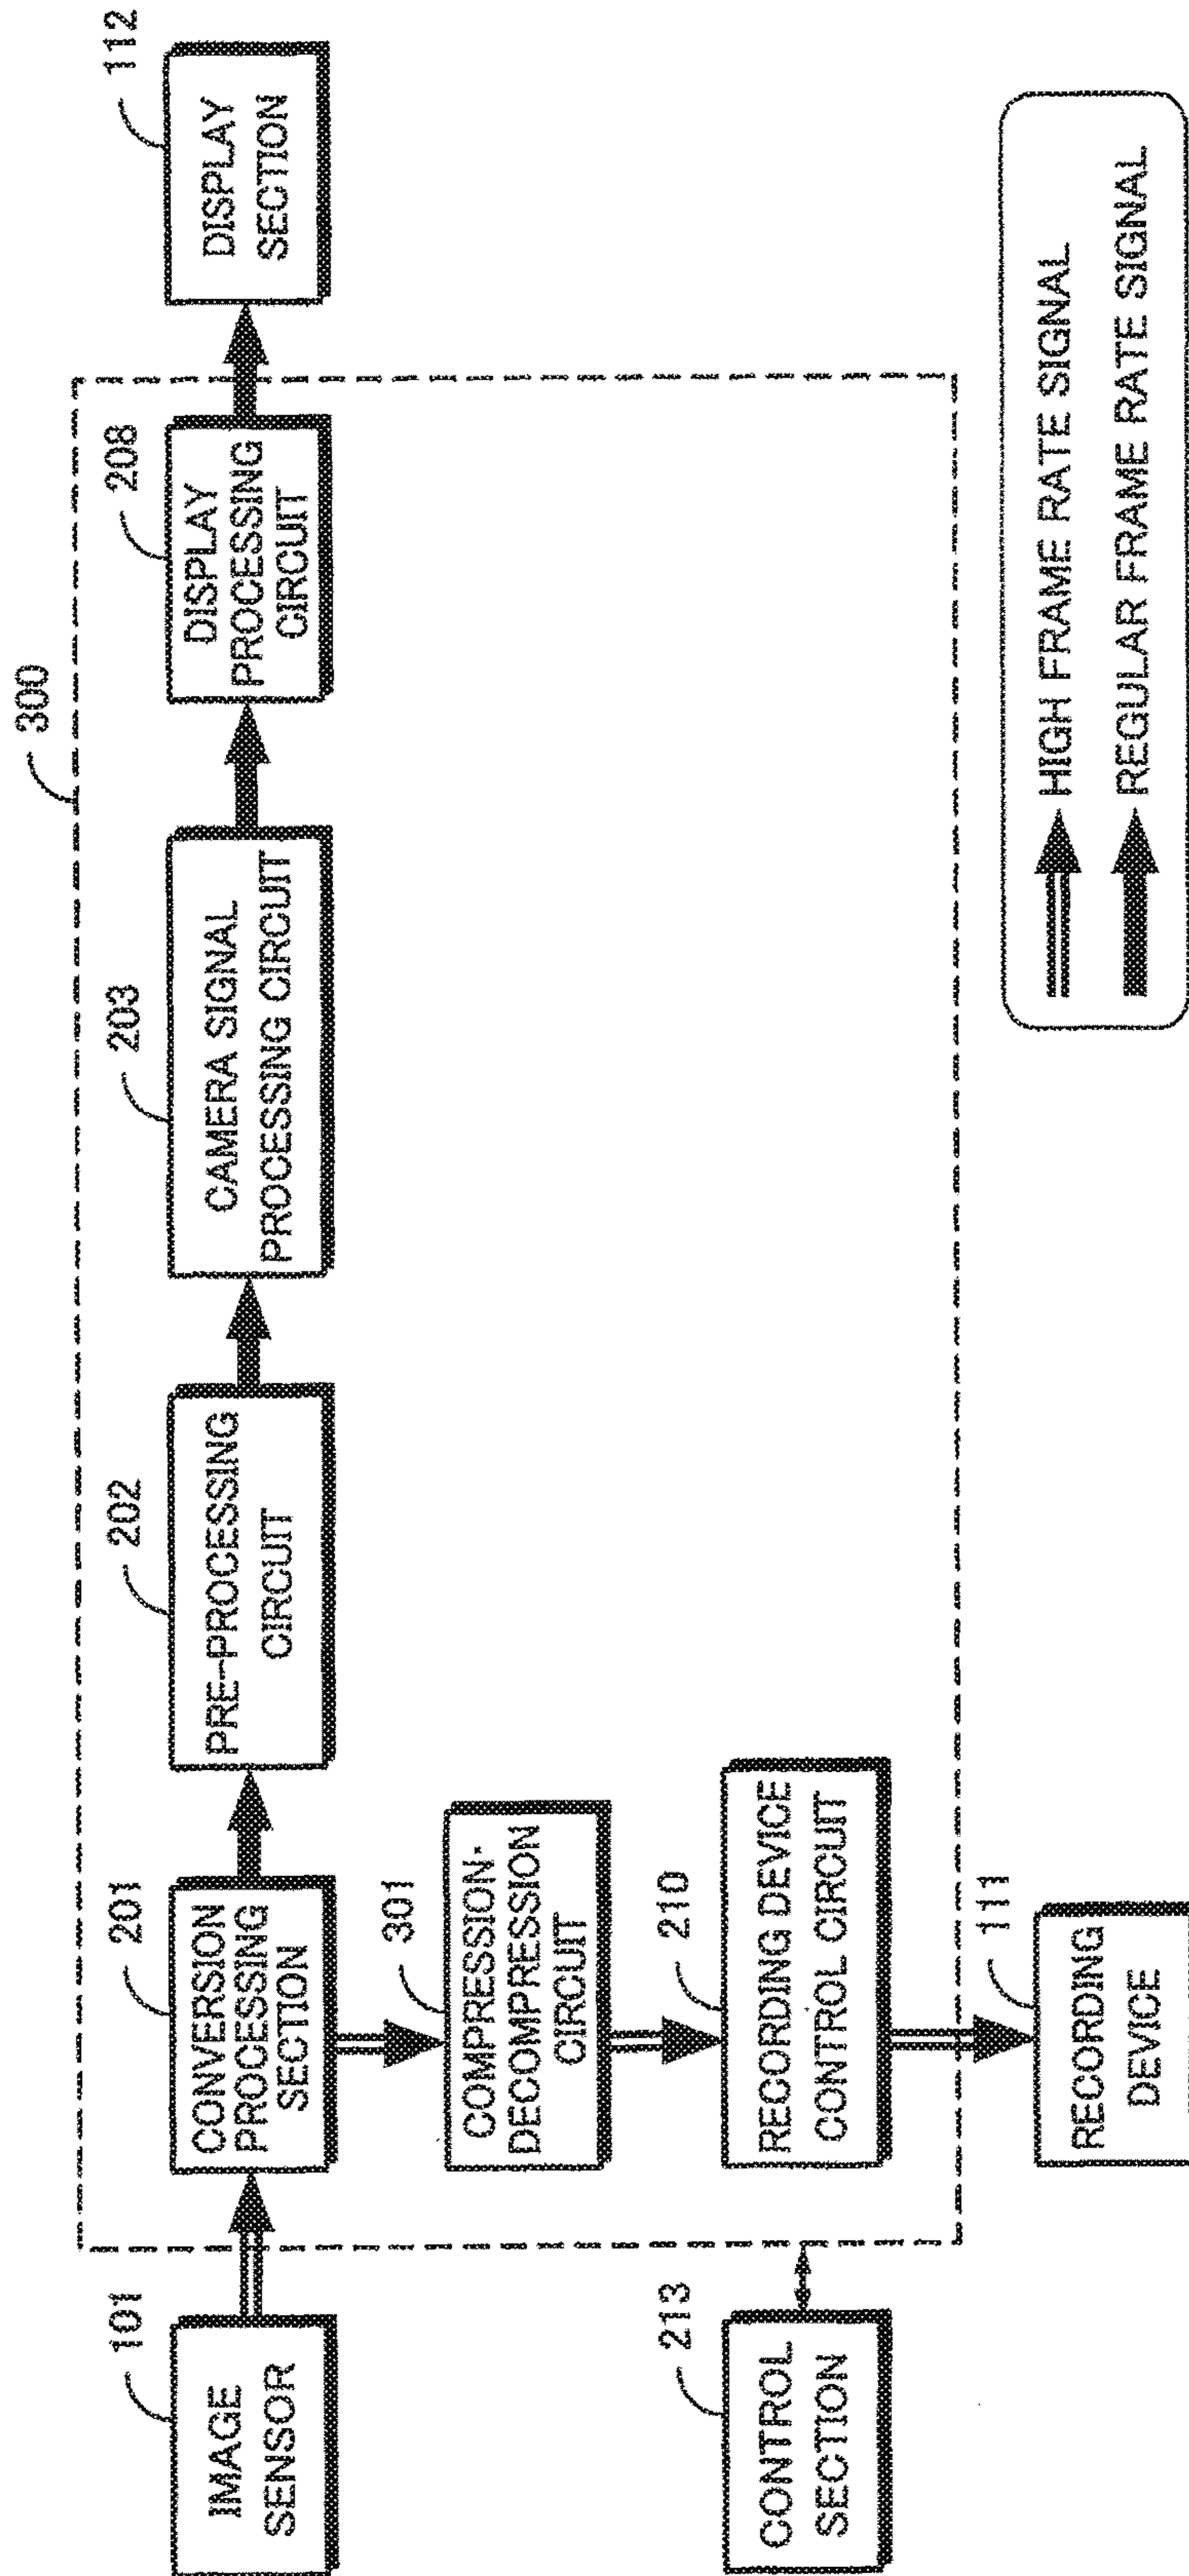 300
101
IMAGE
SENSOR
201
CONVERSION
PROCESSING
SECTION
202
PRE-PROCESSING
CIRCUIT
203
CAMERA SIGNAL
PROCESSING CIRCUIT
208
DISPLAY
PROCESSING
CIRCUIT
112
DISPLAY
SECTION
301
COMPRESSION-
DECOMPRESSION
CIRCUIT
213
CONTROL
SECTION
210
RECORDING DEVICE
CONTROL CIRCUIT
111
RECORDING
DEVICE
HIGH FRAME RATE SIGNAL
REGULAR FRAME RATE SIGNAL